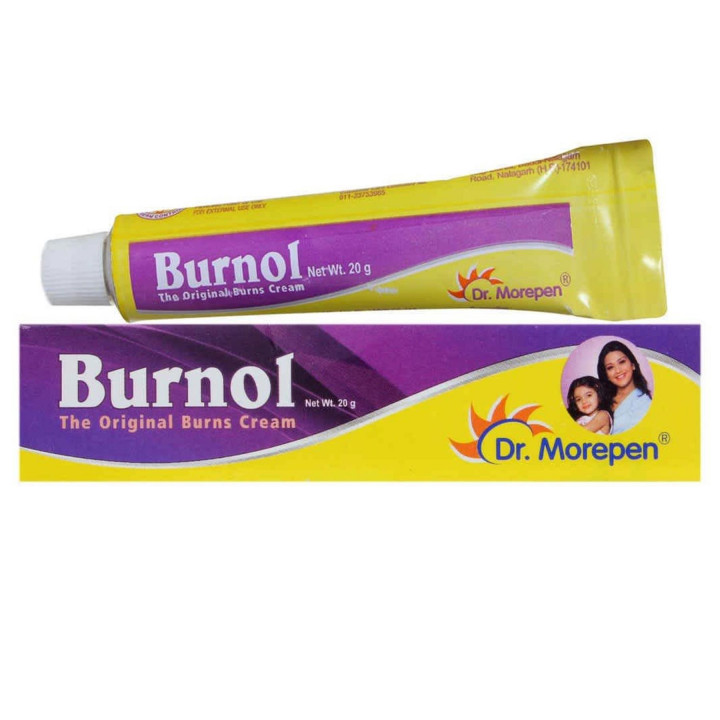 Road, Nalagarh (H.P.)-174101
FOR EXTERNAL USE ONLY
Burnol Net Wt. 20 g
The Original Burns Cream
Dr. Morepen®
Burnol Net Wt. 20 g
The Original Burns Cream
Dr. Morepen®